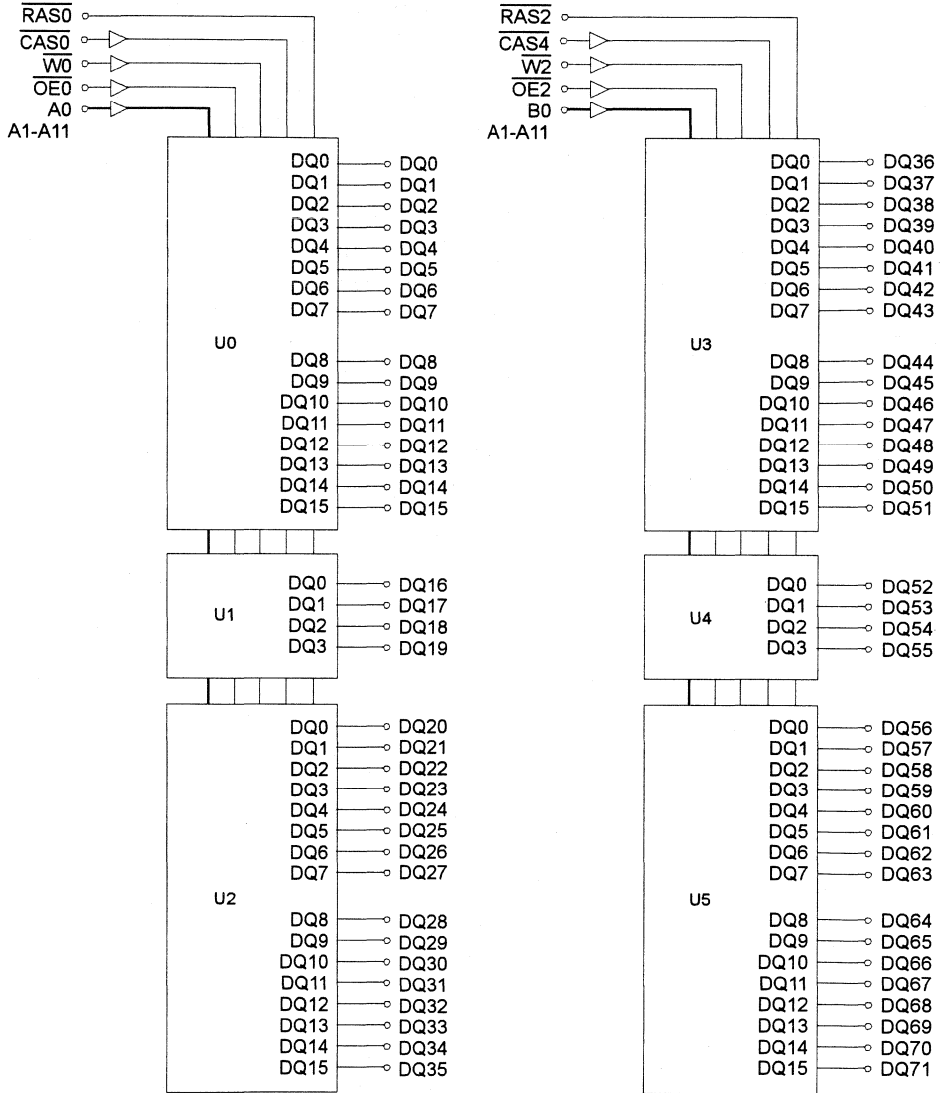 RAS0
CAS0
W0
OE0
A0
A1-A11
DQ0 DQ0
DQ1 DQ1
DQ2 DQ2
DQ3 DQ3
DQ4 DQ4
DQ5 DQ5
DQ6 DQ6
DQ7 DQ7
U0
DQ8 DQ8
DQ9 DQ9
DQ10 DQ10
DQ11 DQ11
DQ12 DQ12
DQ13 DQ13
DQ14 DQ14
DQ15 DQ15
DQ0 DQ16
DQ1 DQ17
U1
DQ2 DQ18
DQ3 DQ19
DQ0 DQ20
DQ1 DQ21
DQ2 DQ22
DQ3 DQ23
DQ4 DQ24
DQ5 DQ25
DQ6 DQ26
DQ7 DQ27
U2
DQ8 DQ28
DQ9 DQ29
DQ10 DQ30
DQ11 DQ31
DQ12 DQ32
DQ13 DQ33
DQ14 DQ34
DQ15 DQ35
RAS2
CAS4
W2
OE2
B0
A1-A11
DQ0 DQ36
DQ1 DQ37
DQ2 DQ38
DQ3 DQ39
DQ4 DQ40
DQ5 DQ41
DQ6 DQ42
DQ7 DQ43
U3
DQ8 DQ44
DQ9 DQ45
DQ10 DQ46
DQ11 DQ47
DQ12 DQ48
DQ13 DQ49
DQ14 DQ50
DQ15 DQ51
DQ0 DQ52
DQ1 DQ53
U4
DQ2 DQ54
DQ3 DQ55
DQ0 DQ56
DQ1 DQ57
DQ2 DQ58
DQ3 DQ59
DQ4 DQ60
DQ5 DQ61
DQ6 DQ62
DQ7 DQ63
U5
DQ8 DQ64
DQ9 DQ65
DQ10 DQ66
DQ11 DQ67
DQ12 DQ68
DQ13 DQ69
DQ14 DQ70
DQ15 DQ71